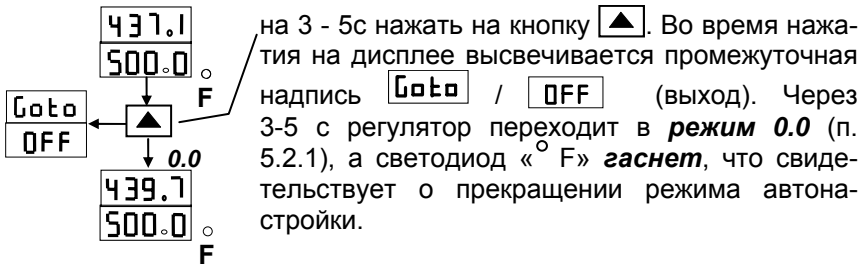 437.1
500.0
F
Goto
OFF
▲
0.0
439.7
500.0
F
на 3 - 5с нажать на кнопку ▲. Во время нажа-
тия на дисплее высвечивается промежуточная
надпись Goto / OFF (выход). Через
3-5 с регулятор переходит в режим 0.0 (п.
5.2.1), а светодиод «° F» гаснет, что свиде-
тельствует о прекращении режима автона-
стройки.